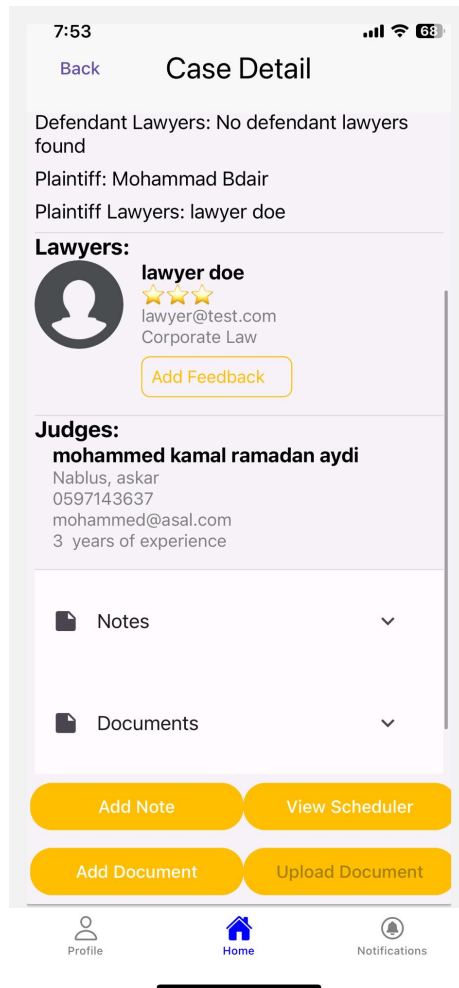 7:53
68
Back
Case Detail
Defendant Lawyers: No defendant lawyers
found
Plaintiff: Mohammad Bdair
Plaintiff Lawyers: lawyer doe
Lawyers:
lawyer doe
lawyer@test.com
Corporate Law
Add Feedback
Judges:
mohammed kamal ramadan aydi
Nablus, askar
0597143637
mohammed@asal.com
3 years of experience
Notes
Documents
Add Note
View Scheduler
Add Document
Upload Document
Profile
Home
Notifications